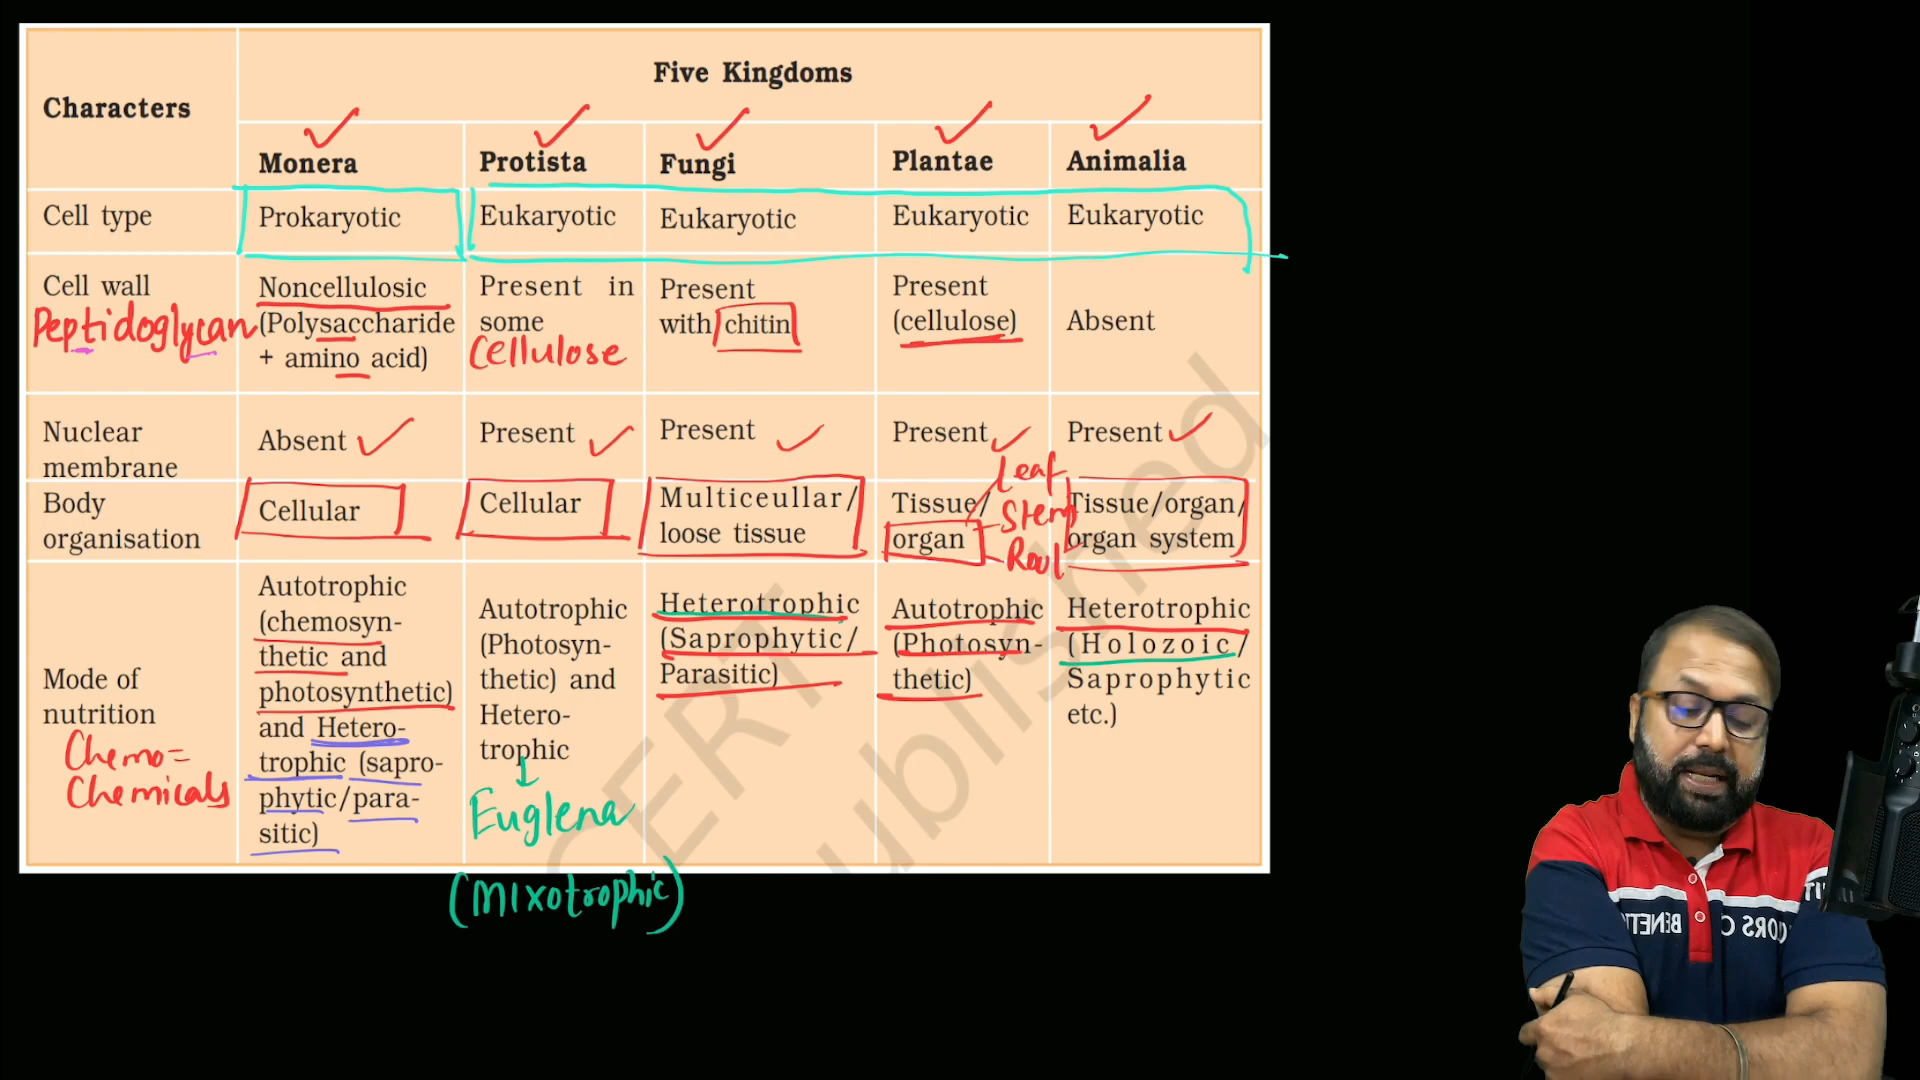 Five Kingdoms
Characters
Monera
Protista
Fungi
Plantae
Animalia
Cell type
Prokaryotic
Eukaryotic
Eukaryotic
Eukaryotic
Eukaryotic
Cell wall
Peptidoglycan
Noncellulosic
(Polysaccharide
+ amino acid)
Present in
some
Cellulose
Present
with chitin
Present
(cellulose)
Absent
Nuclear
membrane
Absent
Present
Present
Present
Present
Body
organisation
Cellular
Cellular
Multiceullar/
loose tissue
Tissue/
organ
Leaf
Stem
Tissue/organ/
organ system
Mode of
nutrition
Chemo=
Chemicals
Autotrophic
(chemosyn-
thetic and
photosynthetic)
and Hetero-
trophic (sapro-
phytic/para-
sitic)
Autotrophic
(Photosyn-
thetic) and
Hetero-
trophic
Euglena
(Mixotrophic)
Heterotrophic
(Saprophytic/
Parasitic)
Autotrophic
(Photosyn-
thetic)
Heterotrophic
(Holozoic/
Saprophytic
etc.)
BENETT